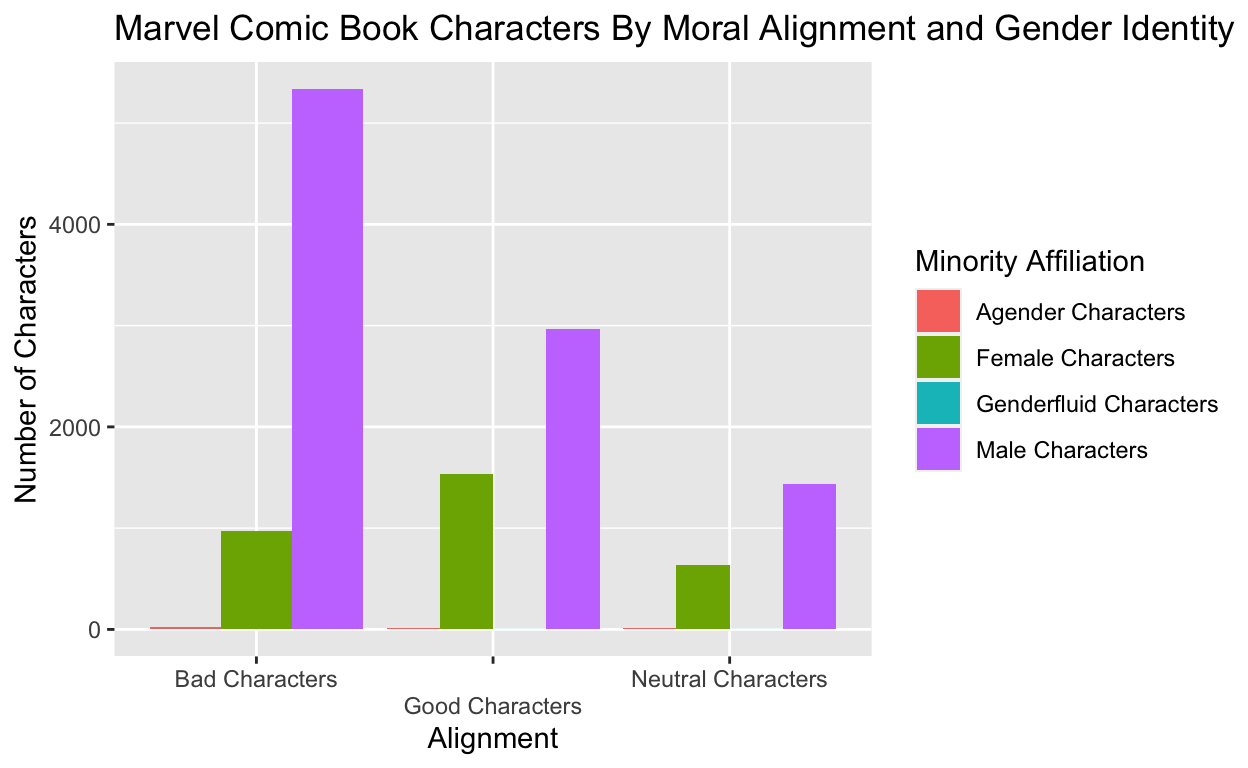 Marvel Comic Book Characters By Moral Alignment and Gender Identity
Number of Characters
4000
2000
0
Bad Characters
Good Characters
Neutral Characters
Alignment
Minority Affiliation
Agender Characters
Female Characters
Genderfluid Characters
Male Characters